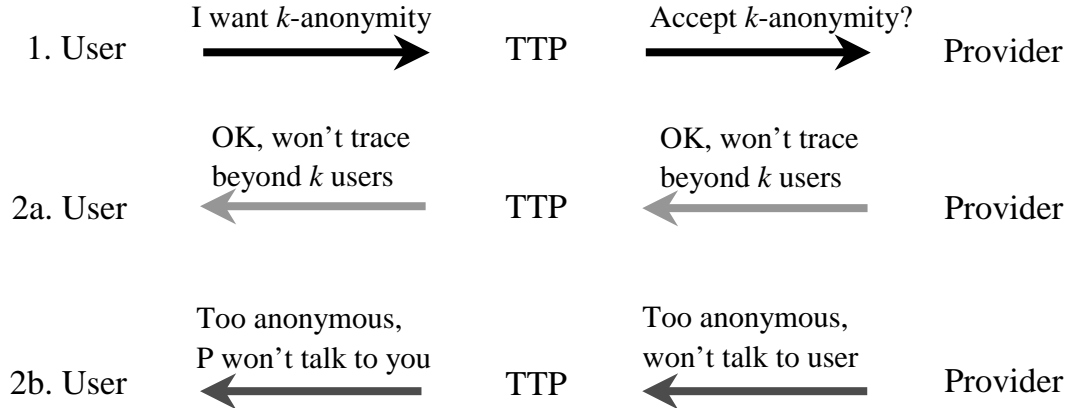 I want k-anonymity Accept k-anonymity?
1. User TTP Provider
OK, won’t trace OK, won’t trace
beyond k users beyond k users
2a. User TTP Provider
Too anonymous, Too anonymous,
P won’t talk to you won’t talk to user
2b. User TTP Provider